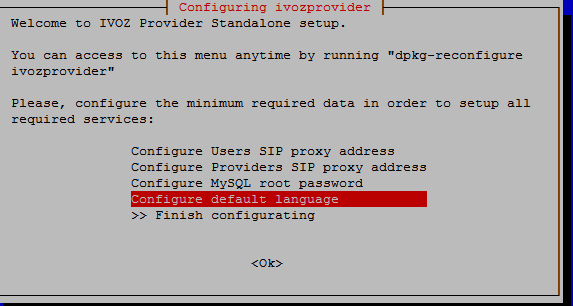 Configuring ivozprovider
Welcome to IVOZ Provider Standalone setup.
You can access to this menu anytime by running "dpkg-reconfigure
ivozprovider"
Please, configure the minimum required data in order to setup all
required services:
Configure Users SIP proxy address
Configure Providers SIP proxy address
Configure MySQL root password
Configure default language
>> Finish configurating
<Ok>